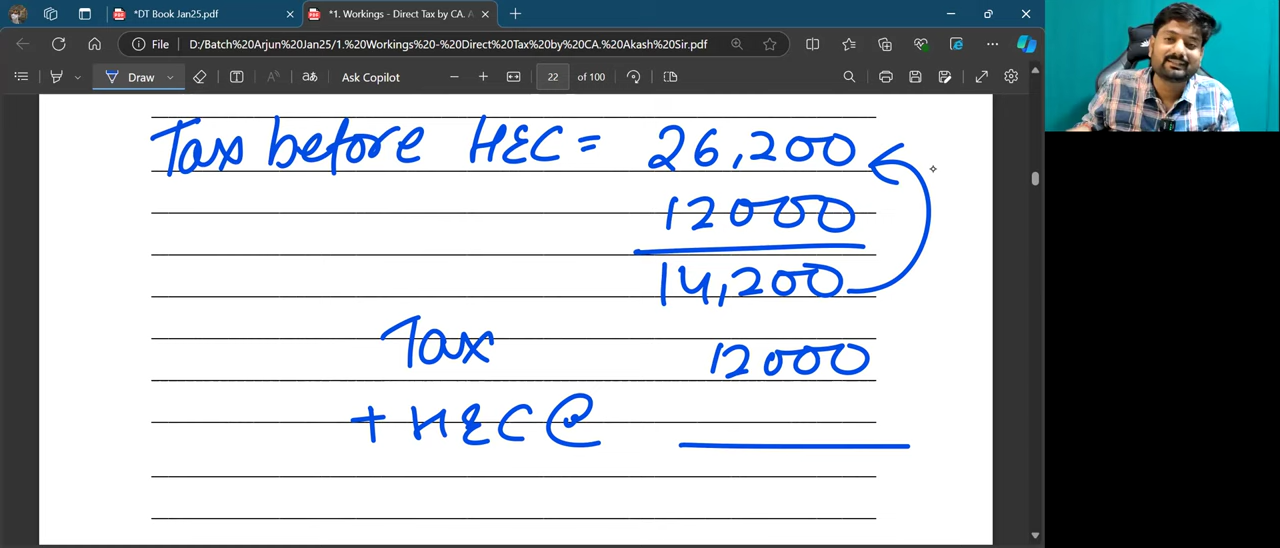 *DT Book Jan25.pdf
*1. Workings - Direct Tax by CA. A
File
D:/Batch%20Arjun%20Jan25/1.%20Workings%20-%20Direct%20Tax%20by%20CA.%20Akash%20Sir.pdf
Draw
aあ
Ask Copilot
22 of 100
Tax before HEC = 26,200
12000
14,200
Tax 12000
+ HEC @